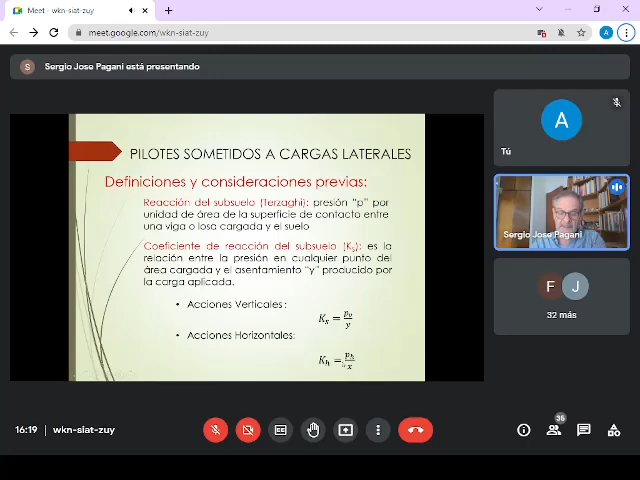 Meet - wkn-siat-zuy
meet.google.com/wkn-siat-zuy
A
S
Sergio Jose Pagani está presentando
PILOTES SOMETIDOS A CARGAS LATERALES
Definiciones y consideraciones previas:
Reacción del subsuelo (Terzaghi): presión "p" por
unidad de área de la superficie de contacto entre
una viga o losa cargada y el suelo
Coeficiente de reacción del subsuelo (Ks): es la
relación entre la presión en cualquier punto del
área cargada y el asentamiento "y" producido por
la carga aplicada.
• Acciones Verticales :
Ks = pv/y
• Acciones Horizontales:
Kh = ph/x
A
Tú
Sergio Jose Pagani
F J
32 más
16:19 wkn-siat-zuy
CC
35